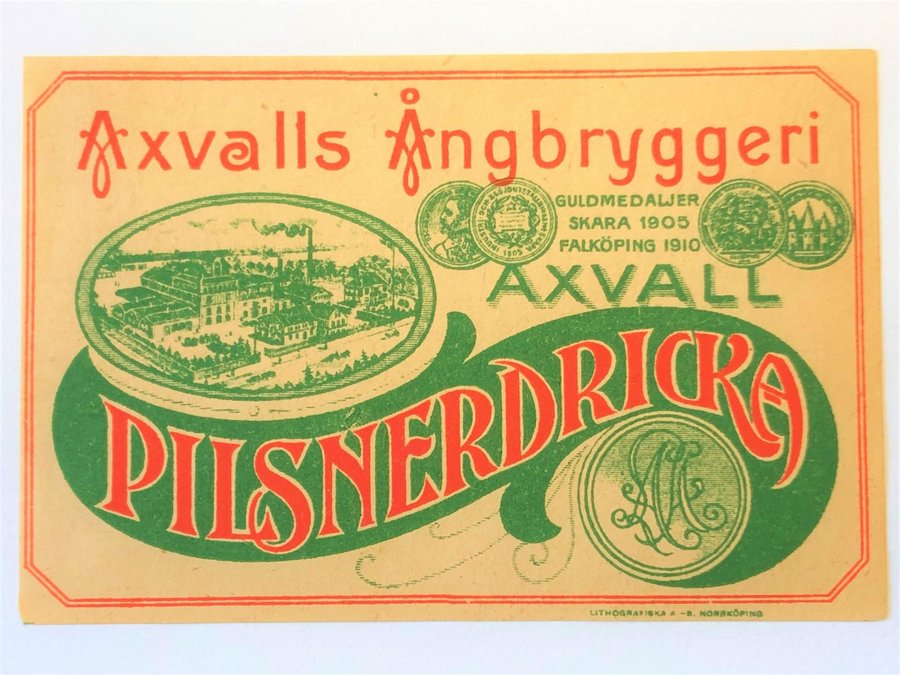 Axvalls Ångbryggeri
GULDMEDALJER
SKARA 1905
FALKÖPING 1910
AXVALL
PILSNERDRICKA
LITHOGRAFISKA A-B. NORRKÖPING